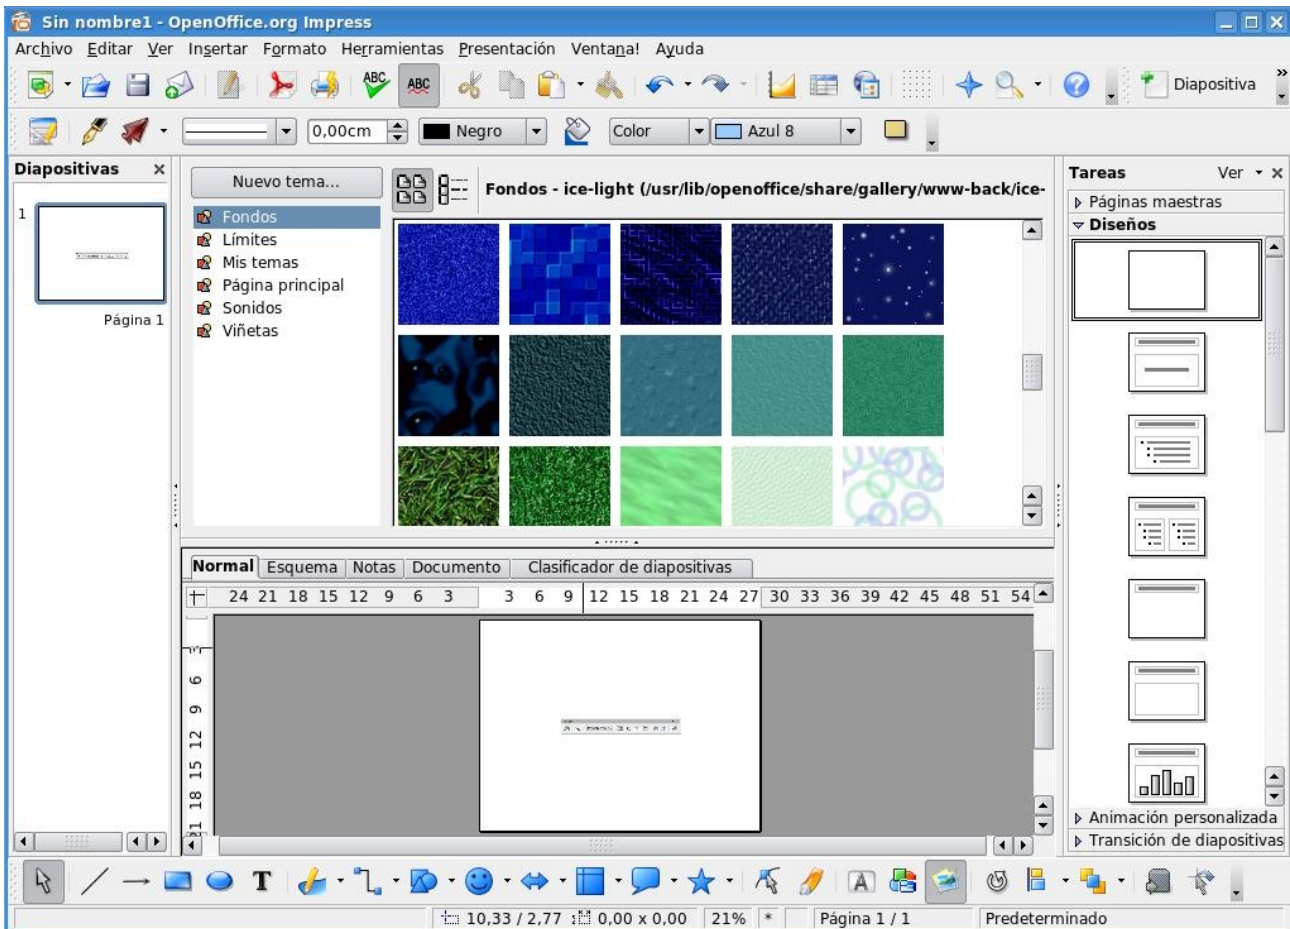 Sin nombre1 - OpenOffice.org Impress
Archivo Editar Ver Insertar Formato Herramientas Presentación Ventana! Ayuda
ABC ABC Diapositiva »
0,00cm Negro Color Azul 8
Diapositivas
1
Página 1
Nuevo tema...
Fondos
Límites
Mis temas
Página principal
Sonidos
Viñetas
Fondos - ice-light (/usr/lib/openoffice/share/gallery/www-back/ice-
Normal Esquema Notas Documento Clasificador de diapositivas
24 21 18 15 12 9 6 3 3 6 9 12 15 18 21 24 27 30 33 36 39 42 45 48 51 54
3
6
9
12
15
18
21
Tareas Ver
Páginas maestras
Diseños
Animación personalizada
Transición de diapositivas
T A
10,33 / 2,77 0,00 x 0,00 21% * Página 1 / 1 Predeterminado